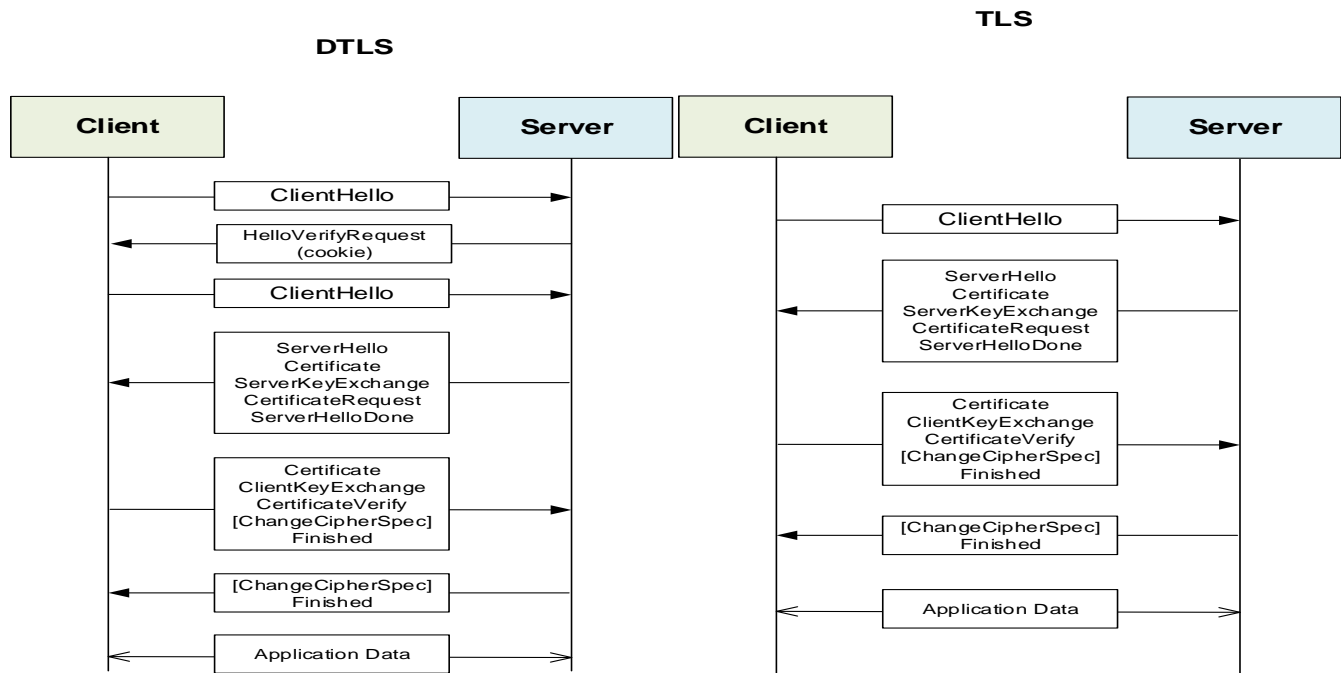 DTLS
Client
Server
ClientHello
HelloVerifyRequest
(cookie)
ClientHello
ServerHello
Certificate
ServerKeyExchange
CertificateRequest
ServerHelloDone
Certificate
ClientKeyExchange
CertificateVerify
[ChangeCipherSpec]
Finished
[ChangeCipherSpec]
Finished
Application Data
TLS
Client
Server
ClientHello
ServerHello
Certificate
ServerKeyExchange
CertificateRequest
ServerHelloDone
Certificate
ClientKeyExchange
CertificateVerify
[ChangeCipherSpec]
Finished
[ChangeCipherSpec]
Finished
Application Data